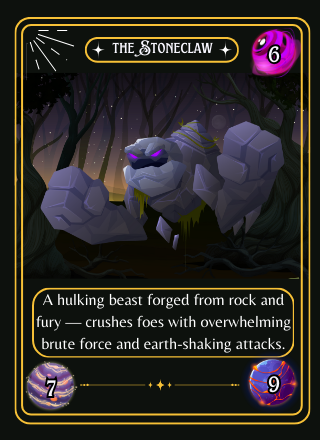 THE STONECLAW
6
A hulking beast forged from rock and
fury — crushes foes with overwhelming
brute force and earth-shaking attacks.
7
9